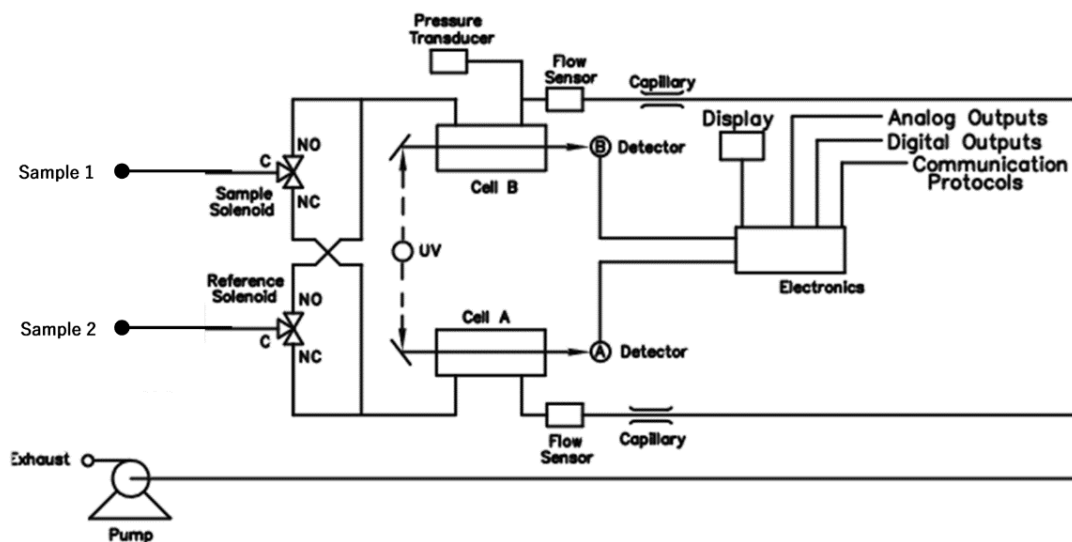 Pressure
Transducer
Flow
Sensor
Capillary
Display
Analog Outputs
Digital Outputs
Communication
Protocols
NO
B
Detector
Sample 1
C
Sample
Solenoid
NC
Cell B
UV
Electronics
Reference
Solenoid
NO
Cell A
Sample 2
C
NC
A
Detector
Flow
Sensor
Capillary
Exhaust
Pump